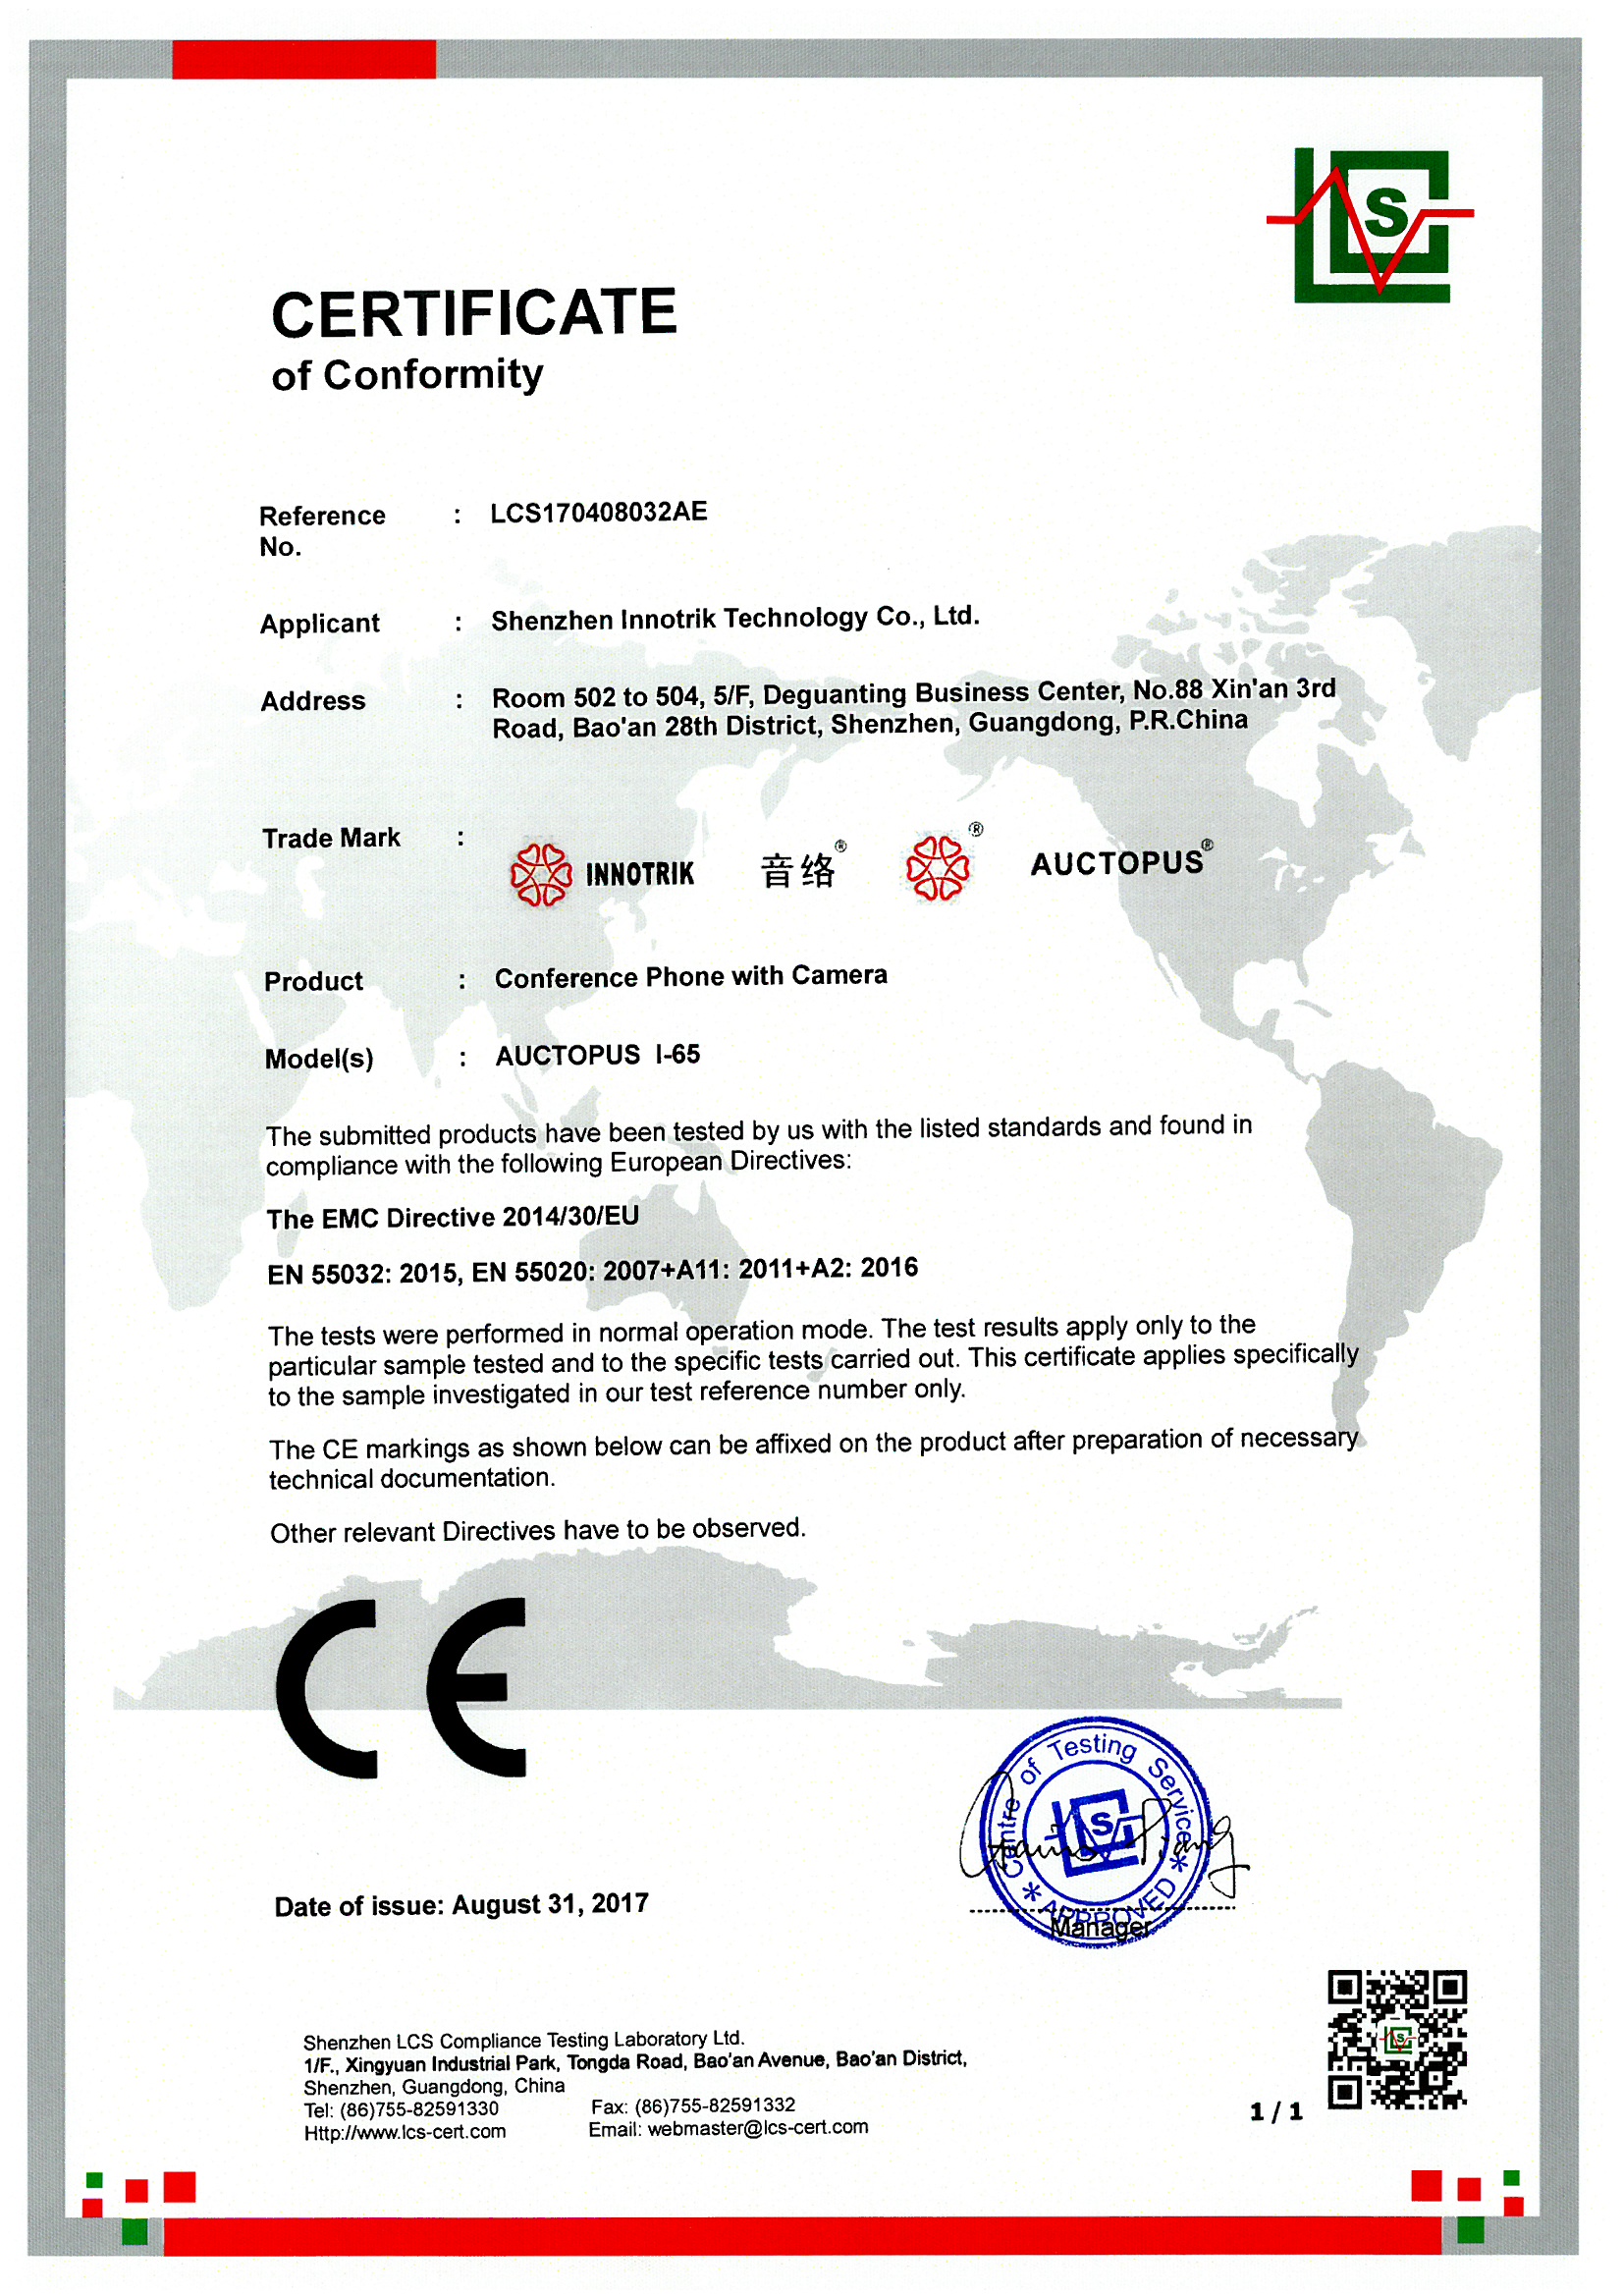 S
CERTIFICATE
of Conformity
Reference No. : LCS170408032AE
Applicant : Shenzhen Innotrik Technology Co., Ltd.
Address : Room 502 to 504, 5/F, Deguanting Business Center, No.88 Xin'an 3rd
Road, Bao'an 28th District, Shenzhen, Guangdong, P.R.China
Trade Mark : INNOTRIK 音络® ® AUCTOPUS®
Product : Conference Phone with Camera
Model(s) : AUCTOPUS I-65
The submitted products have been tested by us with the listed standards and found in
compliance with the following European Directives:
The EMC Directive 2014/30/EU
EN 55032: 2015, EN 55020: 2007+A11: 2011+A2: 2016
The tests were performed in normal operation mode. The test results apply only to the
particular sample tested and to the specific tests carried out. This certificate applies specifically
to the sample investigated in our test reference number only.
The CE markings as shown below can be affixed on the product after preparation of necessary
technical documentation.
Other relevant Directives have to be observed.
CE
Centre of Testing Service
S
* APPROVED *
Manager
Date of issue: August 31, 2017
Shenzhen LCS Compliance Testing Laboratory Ltd.
1/F., Xingyuan Industrial Park, Tongda Road, Bao'an Avenue, Bao'an District,
Shenzhen, Guangdong, China
Tel: (86)755-82591330 Fax: (86)755-82591332
Http://www.lcs-cert.com Email: webmaster@lcs-cert.com
1 / 1